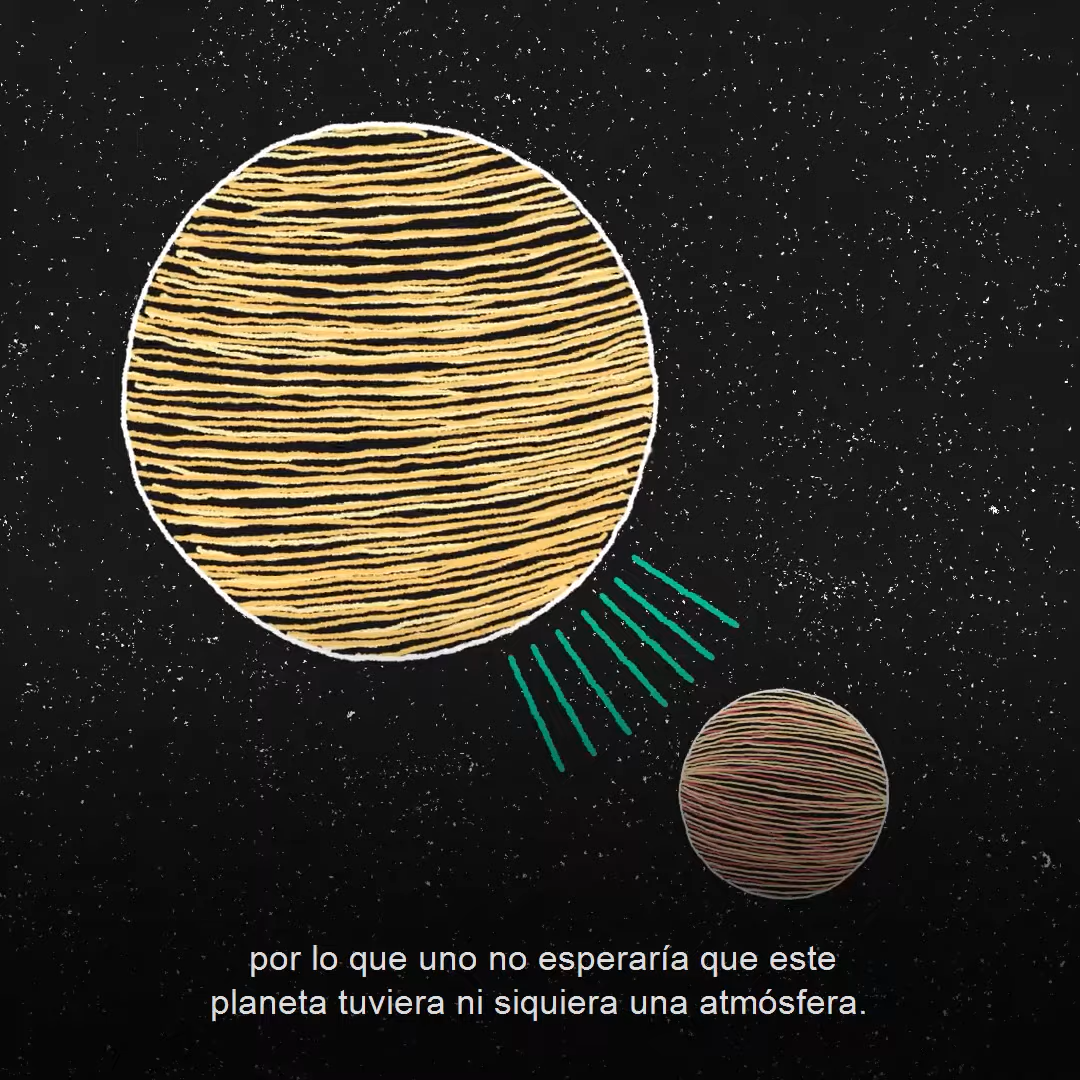 por lo que uno no esperaría que este
planeta tuviera ni siquiera una atmósfera.